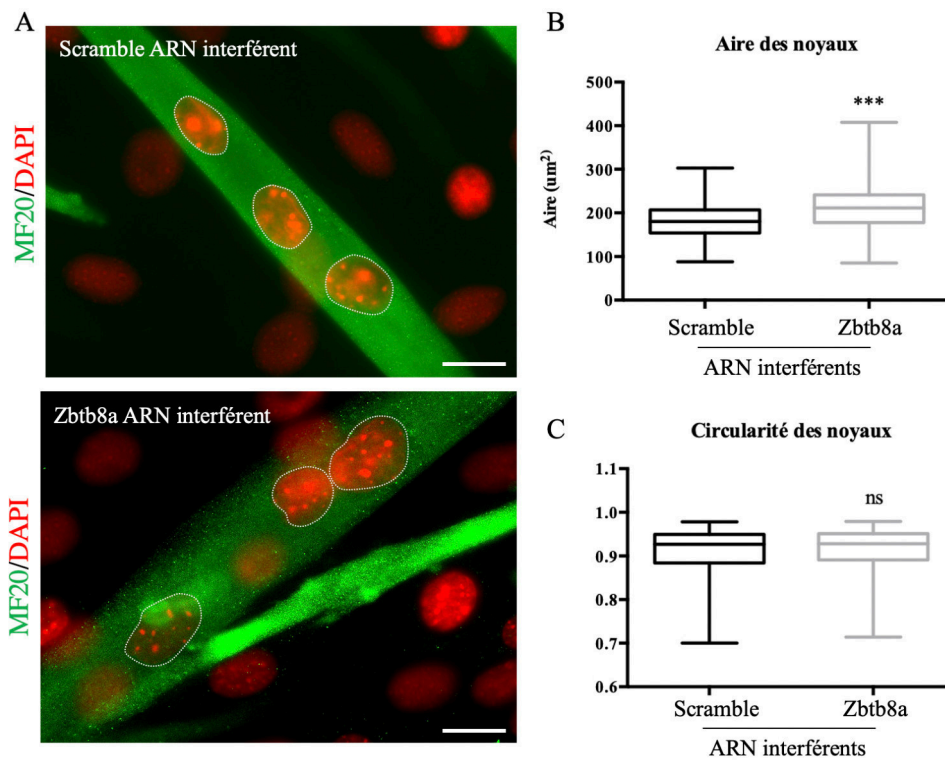 A
Scramble ARN interférent
MF20/DAPI
Zbtb8a ARN interférent
MF20/DAPI
B
Aire des noyaux
***
Aire (um²)
500
400
300
200
100
0
Scramble
Zbtb8a
ARN interférents
C
Circularité des noyaux
ns
1.1
1.0
0.9
0.8
0.7
0.6
Scramble
Zbtb8a
ARN interférents